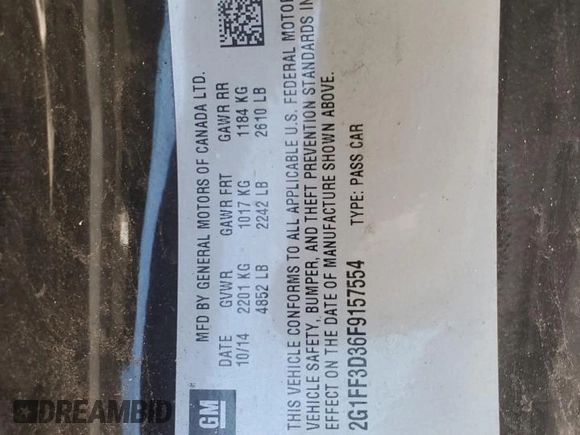 GM
MFD BY GENERAL MOTORS OF CANADA LTD.
DATE GVWR GAWR FRT GAWR RR
10/14 2201 KG 1017 KG 1184 KG
4852 LB 2242 LB 2610 LB
THIS VEHICLE CONFORMS TO ALL APPLICABLE U.S. FEDERAL MOTOR
VEHICLE SAFETY, BUMPER, AND THEFT PREVENTION STANDARDS IN
EFFECT ON THE DATE OF MANUFACTURE SHOWN ABOVE.
2G1FF3D36F9157554 TYPE: PASS CAR
DREAMBID